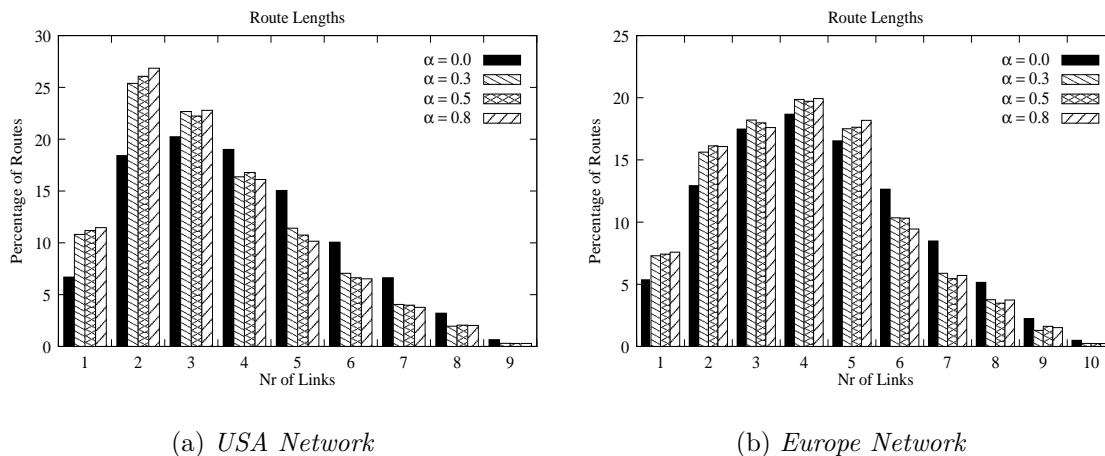 Route Lengths
30
25
20
15
10
5
0
Percentage of Routes
α = 0.0
α = 0.3
α = 0.5
α = 0.8
1 2 3 4 5 6 7 8 9
Nr of Links
(a) USA Network
Route Lengths
25
20
15
10
5
0
Percentage of Routes
α = 0.0
α = 0.3
α = 0.5
α = 0.8
1 2 3 4 5 6 7 8 9 10
Nr of Links
(b) Europe Network